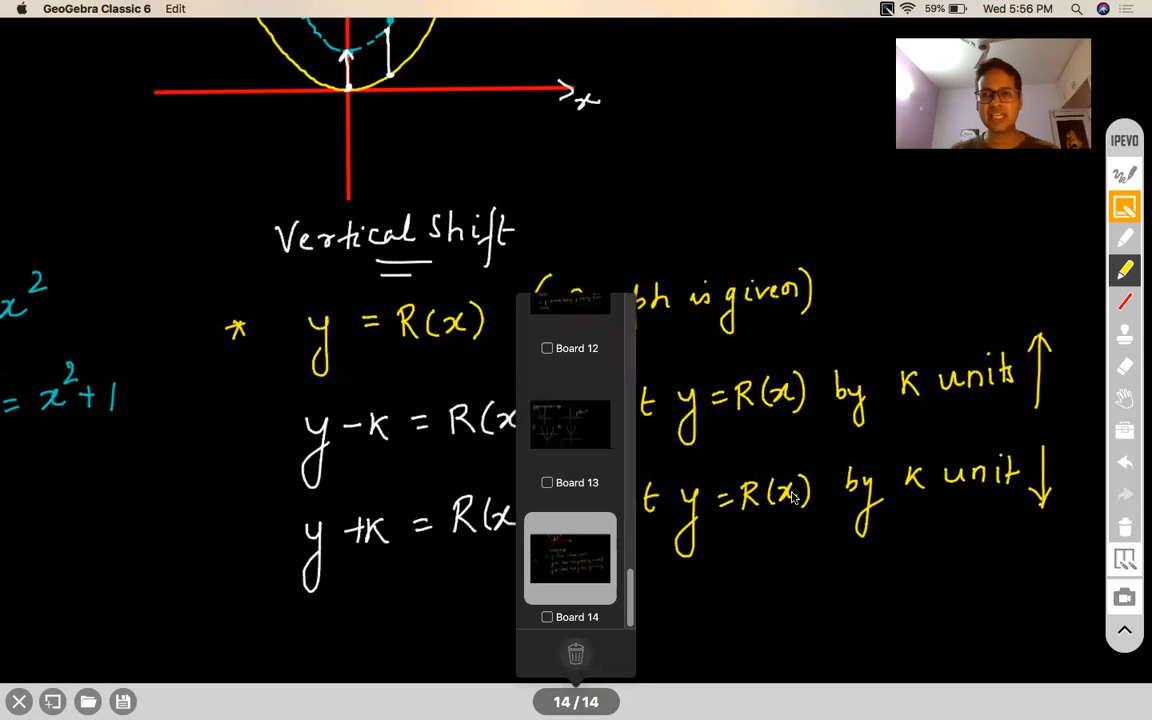 GeoGebra Classic 6 Edit 59% Wed 5:56 PM
x
IPEVO
Vertical Shift
x²
* y = R(x) bh is given)
= x² + 1
y - K = R(x t y = R(x) by K units
y + K = R(x t y = R(x) by K unit
Board 12
Board 13
Board 14
14 / 14